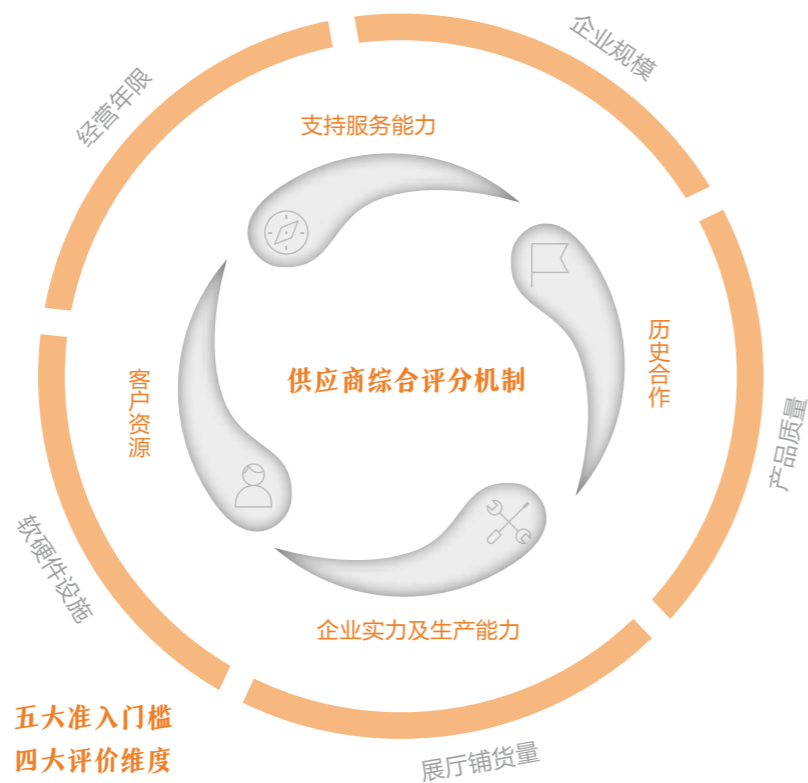 企业规模
经营年限
支持服务能力
历史合作
供应商综合评分机制
客户资源
产品质量
软硬件设施
企业实力及生产能力
五大准入门槛
四大评价维度
展厅铺货量